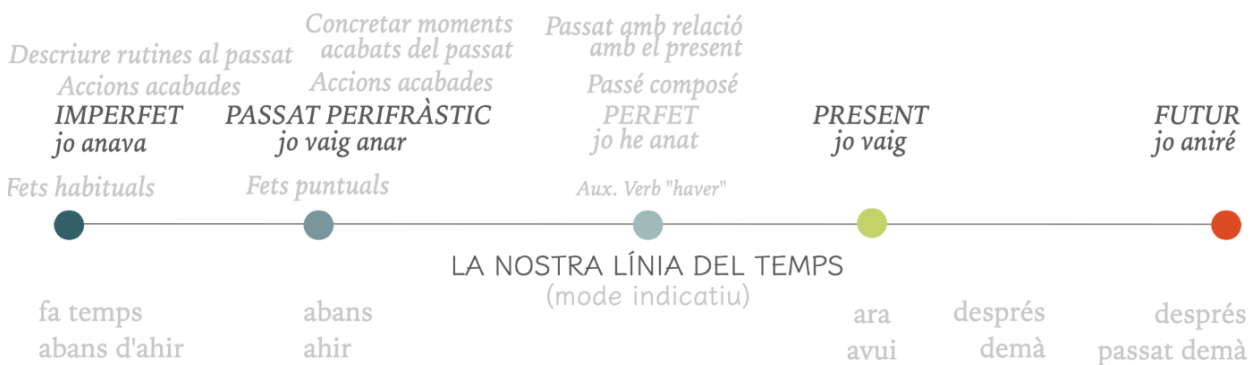 Descriure rutines al passat
Accions acabades
IMPERFET
jo anava
Fets habituals
Concretar moments
acabats del passat
Accions acabades
PASSAT PERIFRÀSTIC
jo vaig anar
Fets puntuals
Passat amb relació
amb el present
Passé composé
PERFET
jo he anat
Aux. Verb "haver"
PRESENT
jo vaig
FUTUR
jo aniré
LA NOSTRA LÍNIA DEL TEMPS
(mode indicatiu)
fa temps
abans d'ahir
abans
ahir
ara
avui
després
demà
després
passat demà